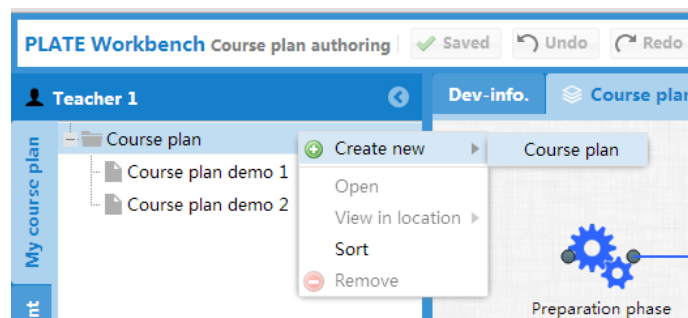 PLATE Workbench Course plan authoring Saved Undo Redo
Teacher 1 Dev-info. Course plan
My course plan
Course plan
Course plan demo 1
Course plan demo 2
Create new Course plan
Open
View in location
Sort
Remove
Preparation phase